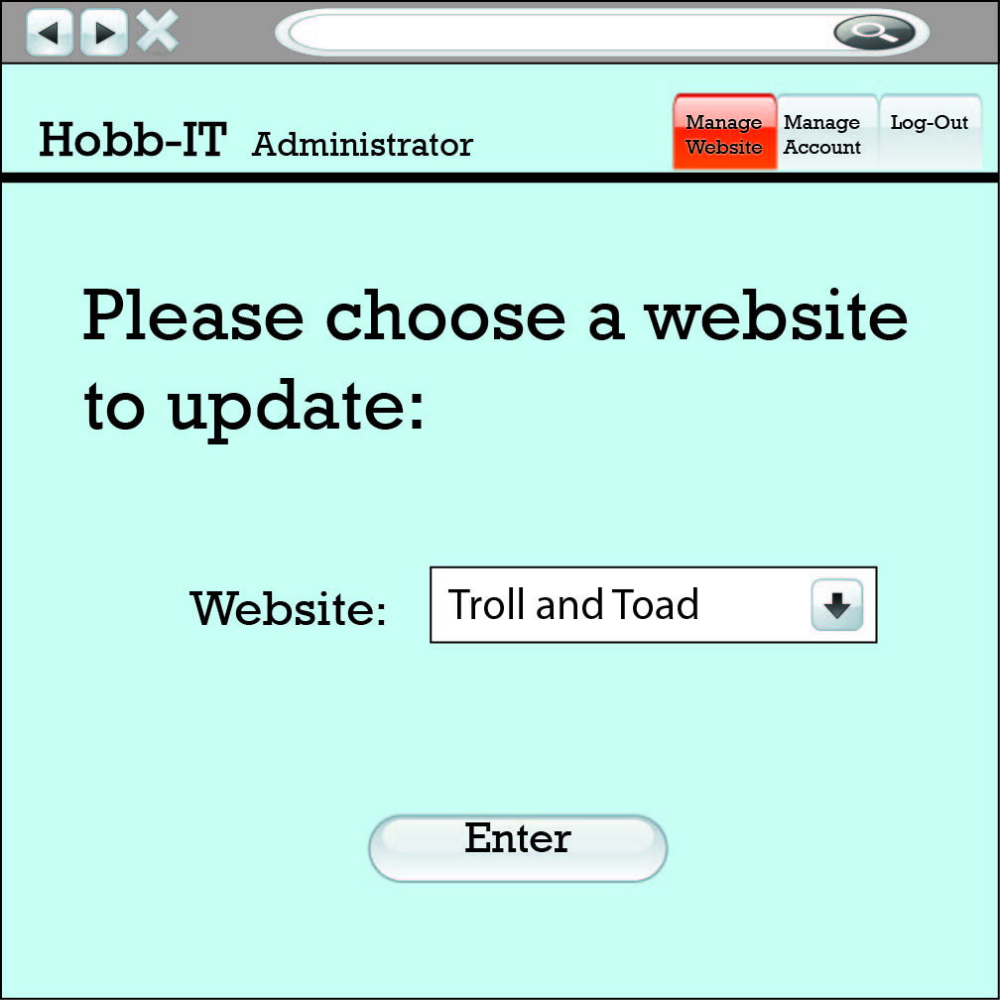 Hobb-IT Administrator
Manage Website
Manage Account
Log-Out
Please choose a website
to update:
Website: Troll and Toad
Enter